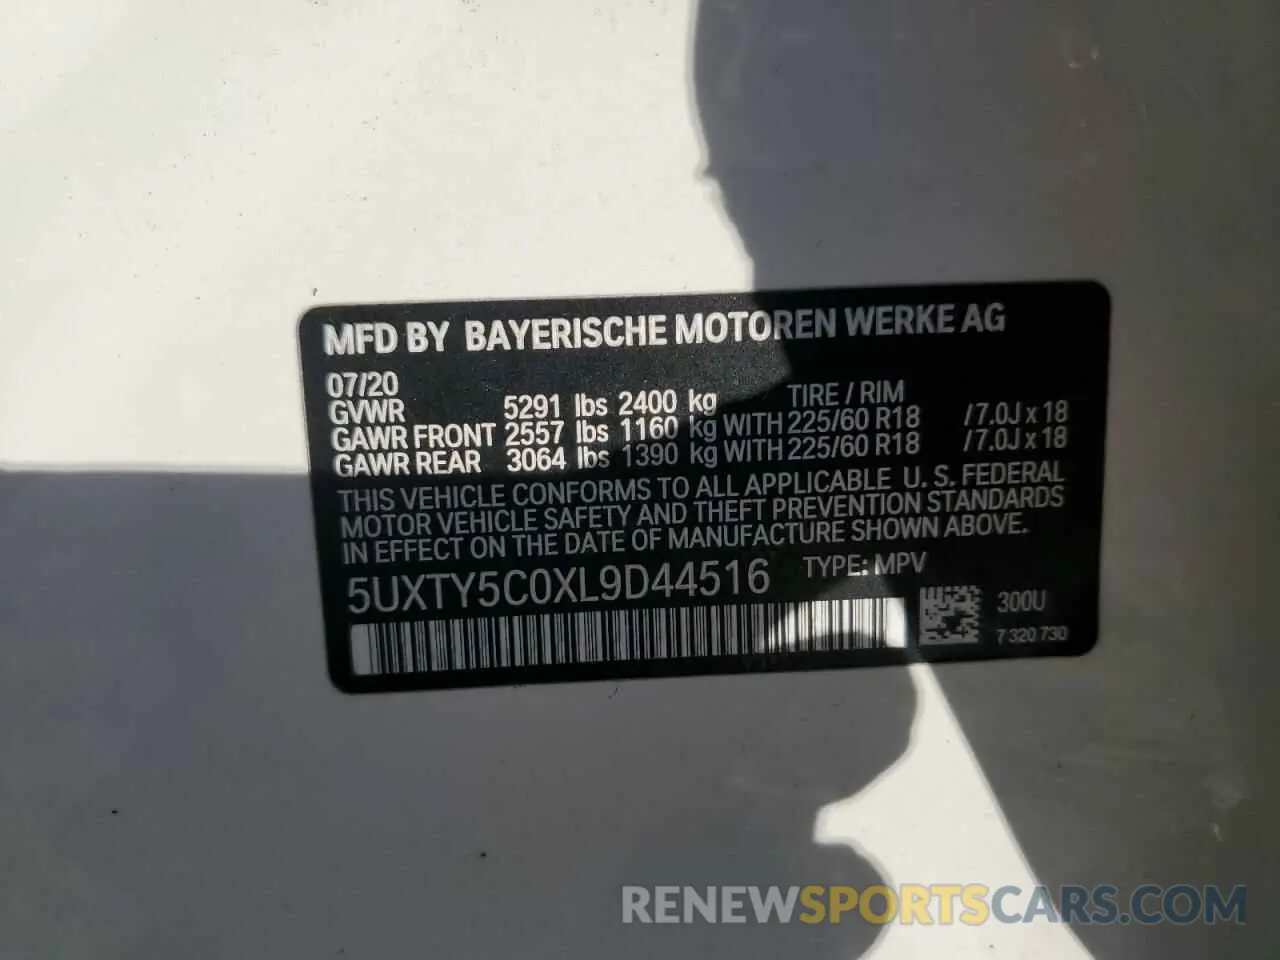 MFD BY BAYERISCHE MOTOREN WERKE AG
07/20
TIRE / RIM
GVWR 5291 lbs 2400 kg
GAWR FRONT 2557 lbs 1160 kg WITH 225/60 R18 /7.0J x 18
GAWR REAR 3064 lbs 1390 kg WITH 225/60 R18 /7.0J x 18
THIS VEHICLE CONFORMS TO ALL APPLICABLE U. S. FEDERAL
MOTOR VEHICLE SAFETY AND THEFT PREVENTION STANDARDS
IN EFFECT ON THE DATE OF MANUFACTURE SHOWN ABOVE.
5UXTY5C0XL9D44516 TYPE: MPV
300U
7 320 730
RENEWSPORTSCARS.COM